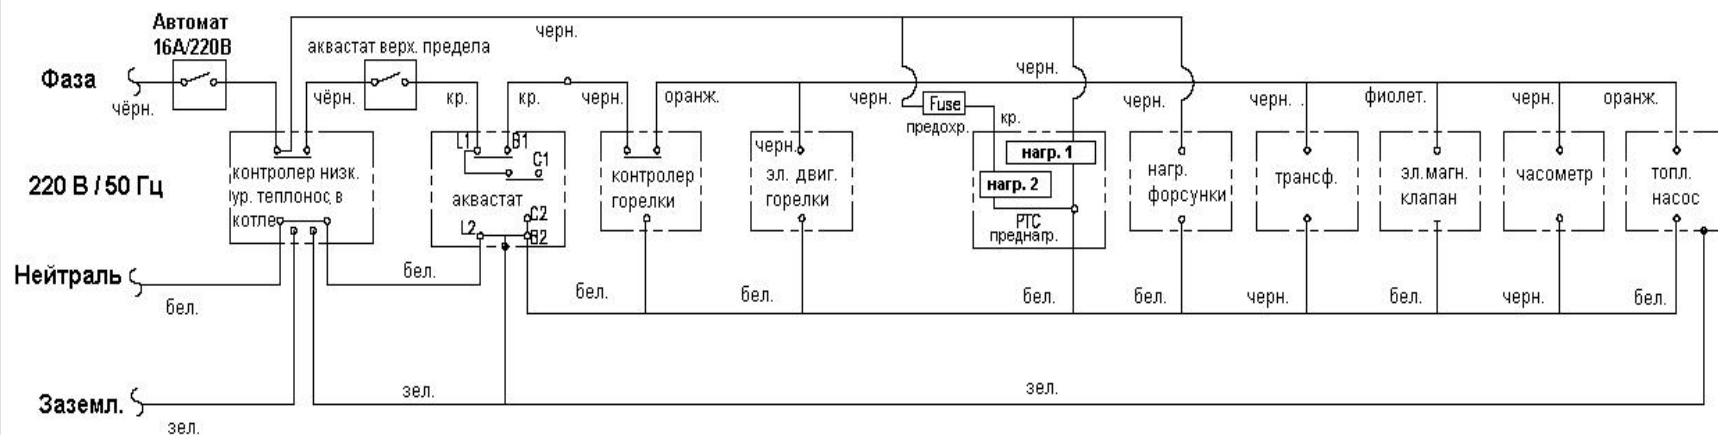 Автомат
16А/220В
аквастат верх. предела
черн.
Фаза
чёрн.
чёрн.
кр.
кр.
черн.
оранж.
черн.
черн.
Fuse
предохр.
кр.
черн.
черн. .
фиолет.
черн.
оранж.
220 В / 50 Гц
контролер низк.
ур. теплонос, в
котле
L1
B1
C1
аквастат
C2
L2
B2
контролер
горелки
черн.
эл. двиг.
горелки
нагр. 1
нагр. 2
PTC
преднагр.
нагр.
форсунки
трансф.
эл.магн.
клапан
часометр
топл.
насос
Нейтраль
бел.
бел.
бел.
бел.
бел.
бел.
черн.
бел.
черн.
бел.
Заземл.
зел.
зел.
зел.